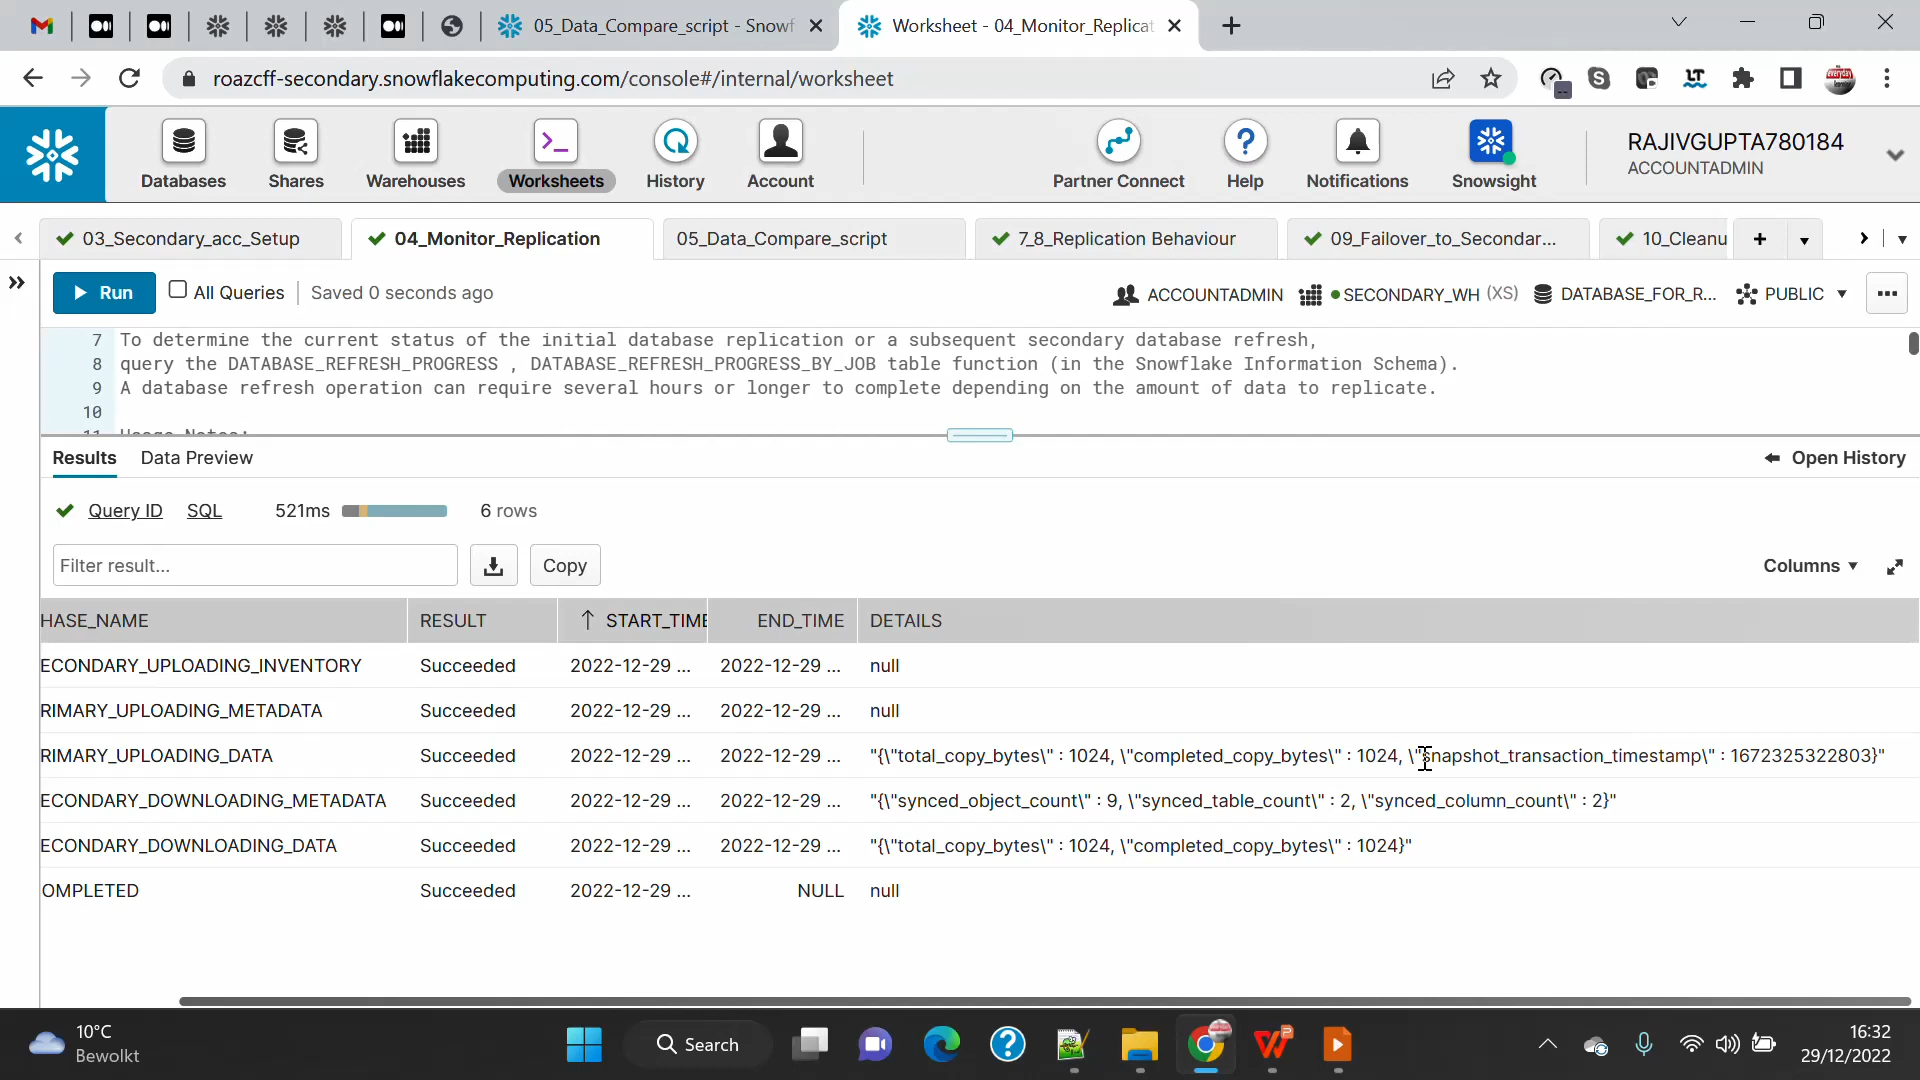 05_Data_Compare_script - Snowf
Worksheet - 04_Monitor_Replicat
roazcff-secondary.snowflakecomputing.com/console#/internal/worksheet
Databases
Shares
Warehouses
Worksheets
History
Account
Partner Connect
Help
Notifications
Snowsight
RAJIVGUPTA780184
ACCOUNTADMIN
03_Secondary_acc_Setup
04_Monitor_Replication
05_Data_Compare_script
7_8_Replication Behaviour
09_Failover_to_Secondar...
10_Cleanu
Run
All Queries
Saved 0 seconds ago
ACCOUNTADMIN
SECONDARY_WH (XS)
DATABASE_FOR_R...
PUBLIC
7 To determine the current status of the initial database replication or a subsequent secondary database refresh,
8 query the DATABASE_REFRESH_PROGRESS , DATABASE_REFRESH_PROGRESS_BY_JOB table function (in the Snowflake Information Schema).
9 A database refresh operation can require several hours or longer to complete depending on the amount of data to replicate.
10
11 Usage Notes:
Results
Data Preview
Open History
Query ID
SQL
521ms
6 rows
Filter result...
Copy
Columns
HASE_NAME RESULT START_TIME END_TIME DETAILS
ECONDARY_UPLOADING_INVENTORY Succeeded 2022-12-29 ... 2022-12-29 ... null
RIMARY_UPLOADING_METADATA Succeeded 2022-12-29 ... 2022-12-29 ... null
RIMARY_UPLOADING_DATA Succeeded 2022-12-29 ... 2022-12-29 ... "{\"total_copy_bytes\" : 1024, \"completed_copy_bytes\" : 1024, \"snapshot_transaction_timestamp\" : 1672325322803}"
ECONDARY_DOWNLOADING_METADATA Succeeded 2022-12-29 ... 2022-12-29 ... "{\"synced_object_count\" : 9, \"synced_table_count\" : 2, \"synced_column_count\" : 2}"
ECONDARY_DOWNLOADING_DATA Succeeded 2022-12-29 ... 2022-12-29 ... "{\"total_copy_bytes\" : 1024, \"completed_copy_bytes\" : 1024}"
OMPLETED Succeeded 2022-12-29 ... NULL null
10°C
Bewolkt
Search
16:32
29/12/2022